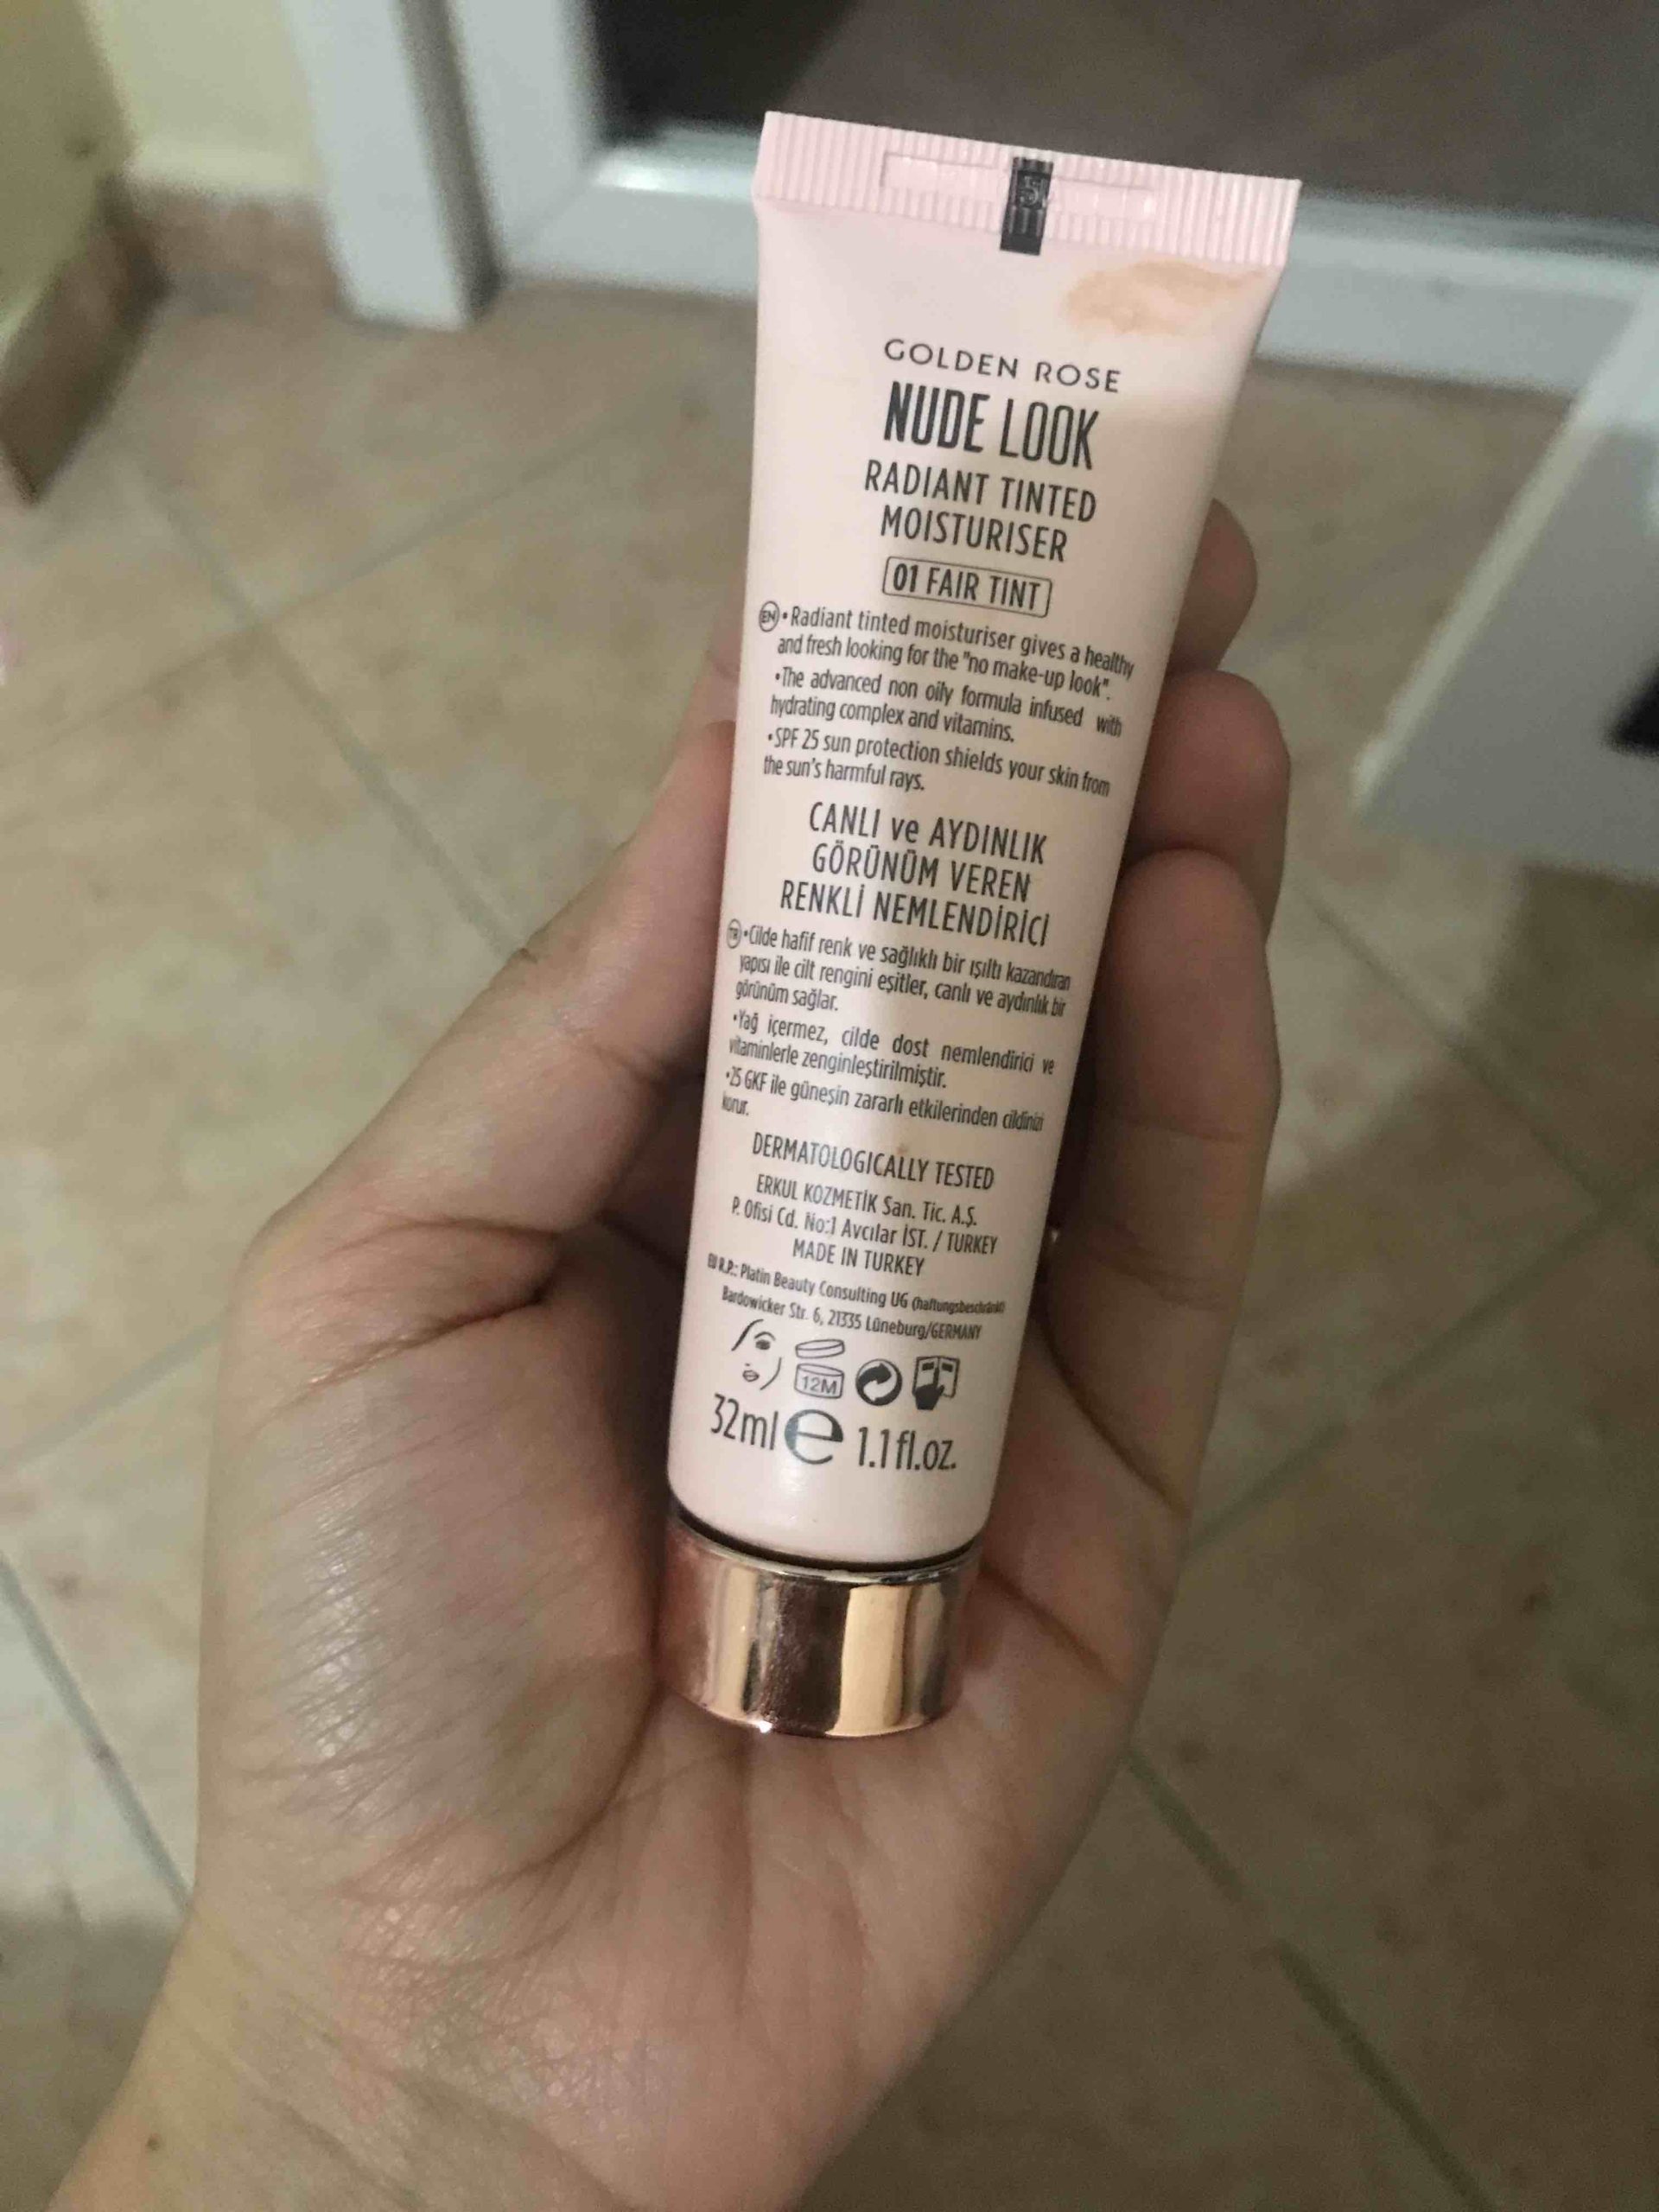 GOLDEN ROSE
NUDE LOOK
RADIANT TINTED
MOISTURISER
01 FAIR TINT
EN •Radiant tinted moisturiser gives a healthy
and fresh looking for the "no make-up look".
•The advanced non oily formula infused with
hydrating complex and vitamins.
•SPF 25 sun protection shields your skin from
the sun's harmful rays.
CANLI ve AYDINLIK
GÖRÜNÜM VEREN
RENKLİ NEMLENDİRİCİ
TR •Cilde hafif renk ve sağlıklı bir ışıltı kazandıran
yapısı ile cilt rengini eşitler, canlı ve aydınlık bir
görünüm sağlar.
•Yağ içermez, cilde dost nemlendirici ve
vitaminlerle zenginleştirilmiştir.
•25 GKF ile güneşin zararlı etkilerinden cildinizi
korur.
DERMATOLOGICALLY TESTED
ERKUL KOZMETİK San. Tic. A.Ş.
P. Ofisi Cd. No:1 Avcılar İST. / TURKEY
MADE IN TURKEY
EU R.P.: Platin Beauty Consulting UG (haftungsbeschränkt)
Bardowicker Str. 6, 21335 Lüneburg/GERMANY
12M
32ml e 1.1 fl.oz.